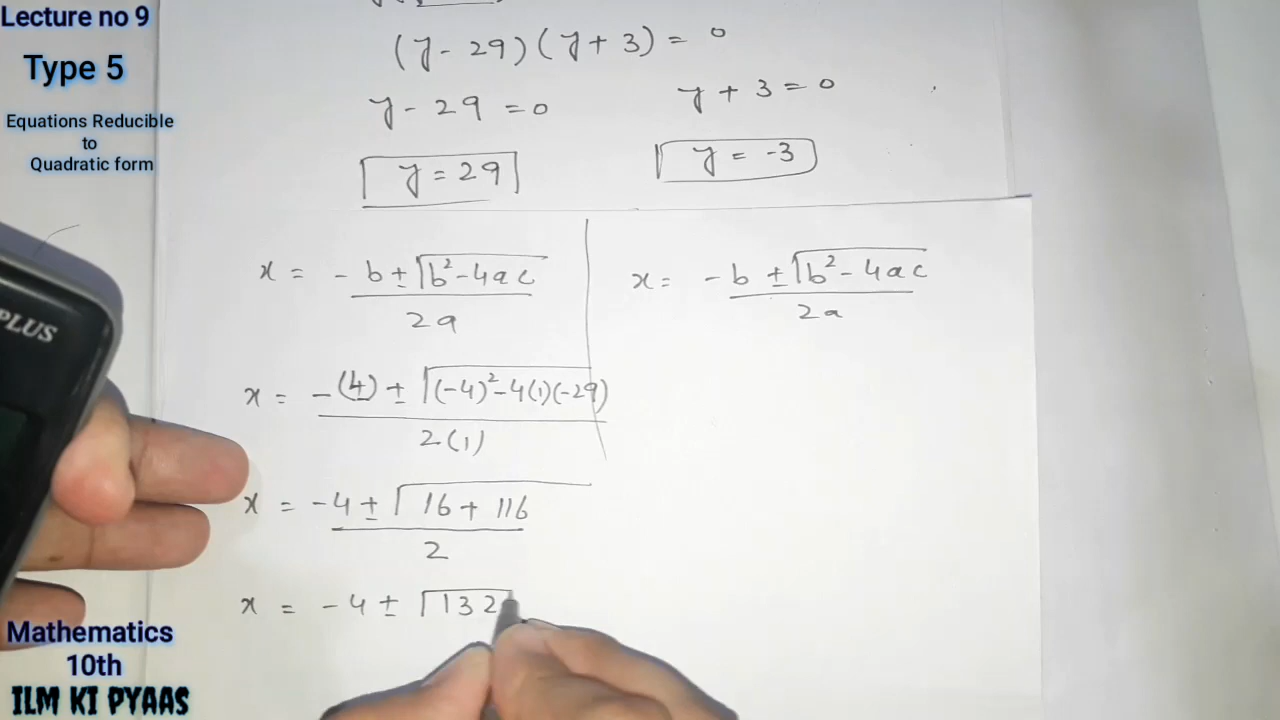 Lecture no 9
Type 5
Equations Reducible
to
Quadratic form
(y - 29)(y + 3) = 0
y - 29 = 0
y + 3 = 0
y = 29
y = -3
x = -b ± √b² - 4ac
2a
x = -(4) ± √(-4)² - 4(1)(-29)
2(1)
x = -4 ± √16 + 116
2
x = -4 ± √132
x = -b ± √b² - 4ac
2a
PLUS
Mathematics
10th
ILM KI PYAAS